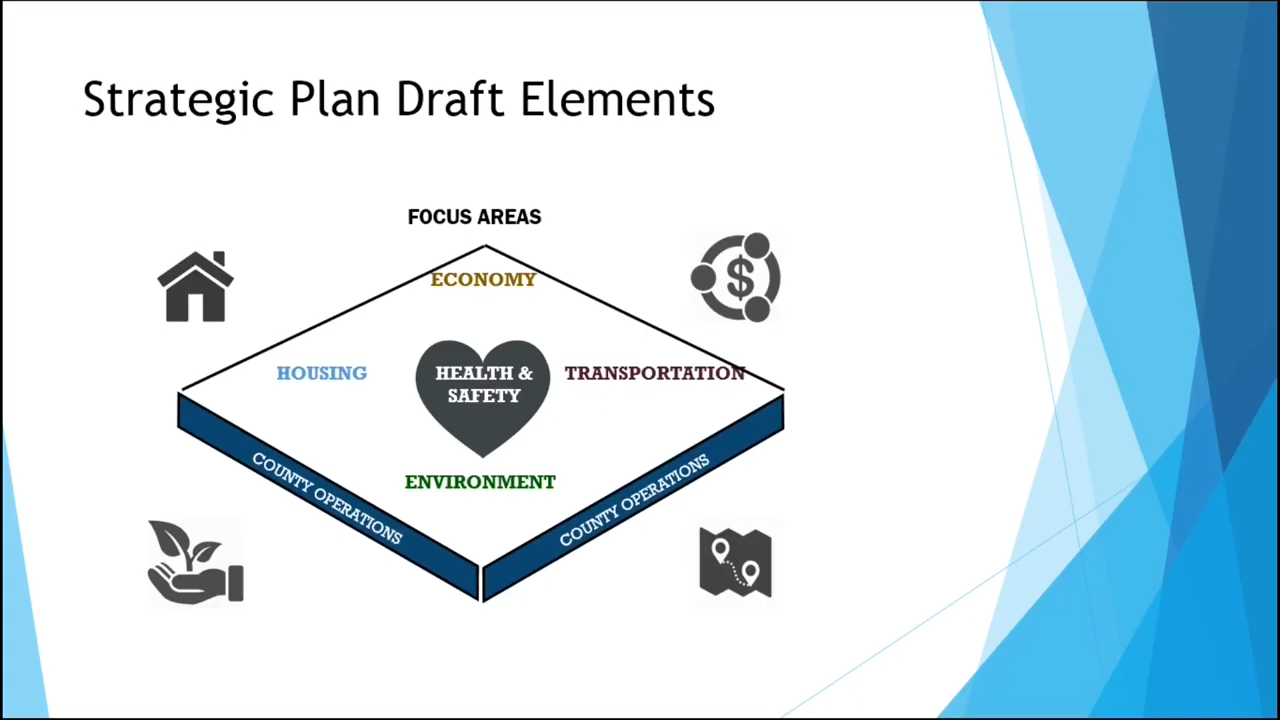 Strategic Plan Draft Elements
FOCUS AREAS
ECONOMY
HOUSING
HEALTH &
SAFETY
TRANSPORTATION
ENVIRONMENT
COUNTY OPERATIONS
COUNTY OPERATIONS
$